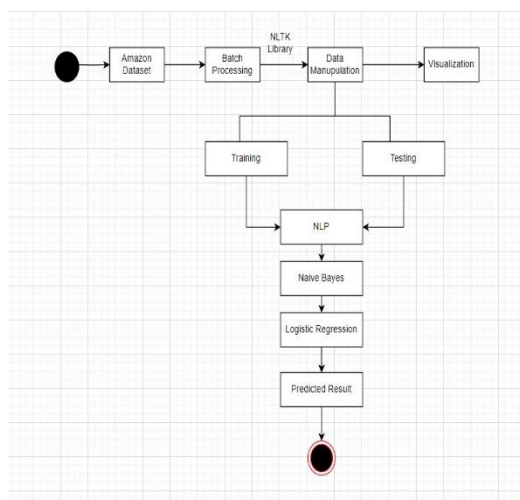 NLTK
Library
Amazon
Dataset
Batch
Processing
Data
Manupulation
Visualization
Training
Testing
NLP
Naive Bayes
Logistic Regression
Predicted Result